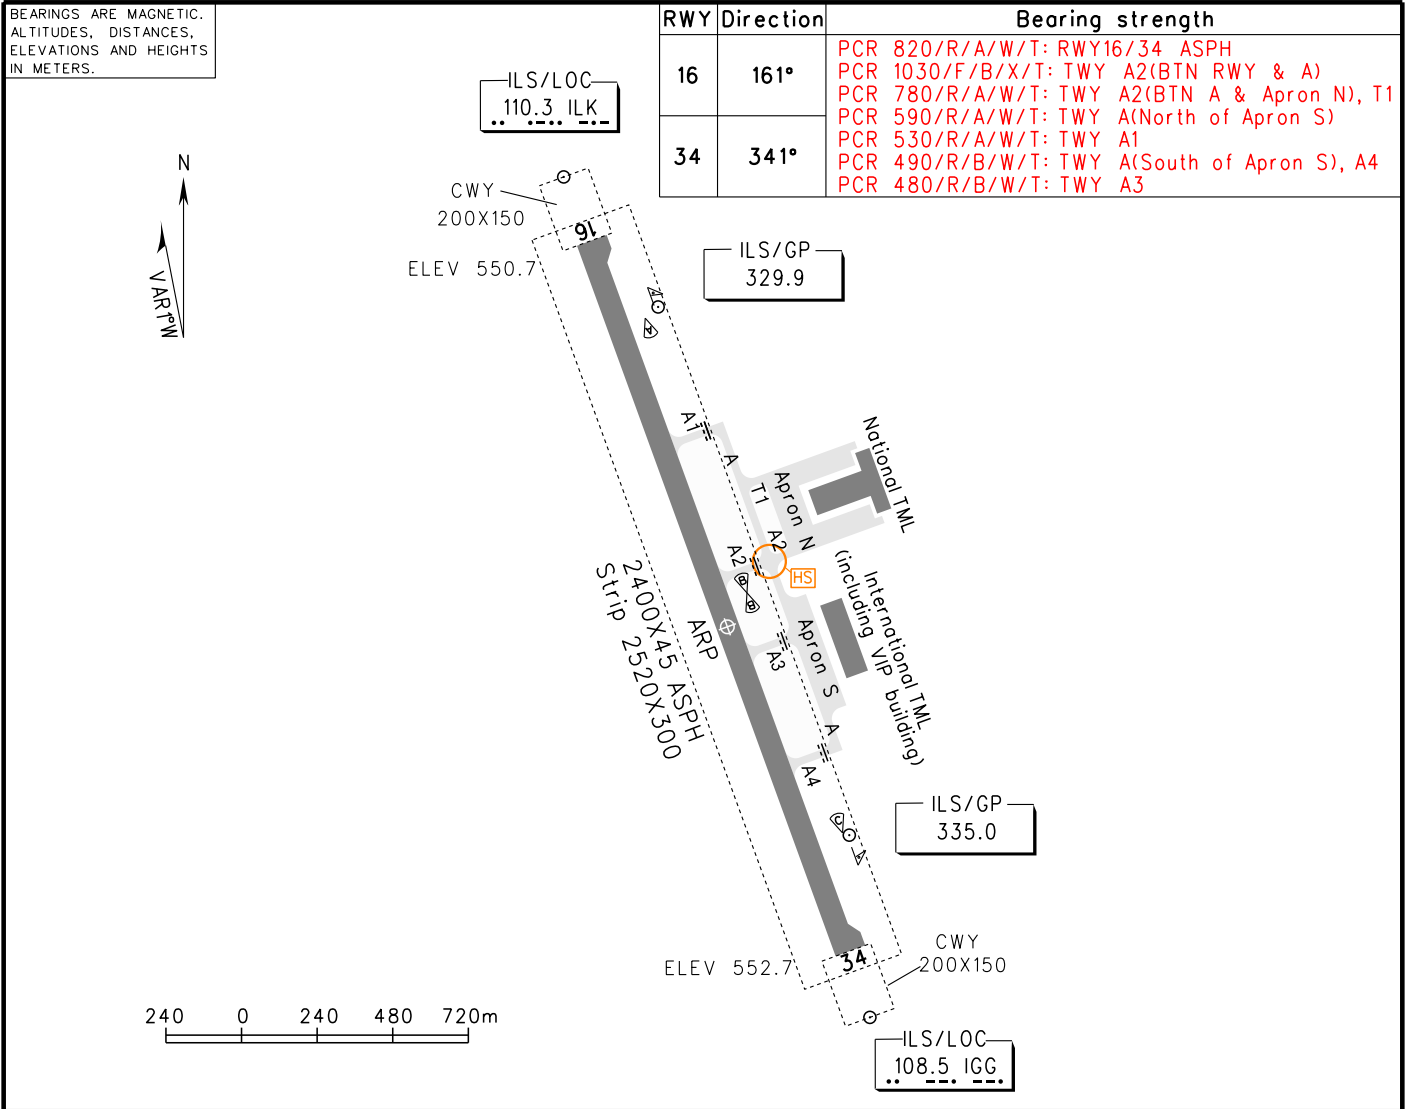 BEARINGS ARE MAGNETIC.
ALTITUDES, DISTANCES,
ELEVATIONS AND HEIGHTS
IN METERS.
RWY Direction Bearing strength
16 161°
34 341°
PCR 820/R/A/W/T: RWY16/34 ASPH
PCR 1030/F/B/X/T: TWY A2(BTN RWY & A)
PCR 780/R/A/W/T: TWY A2(BTN A & Apron N), T1
PCR 590/R/A/W/T: TWY A(North of Apron S)
PCR 530/R/A/W/T: TWY A1
PCR 490/R/B/W/T: TWY A(South of Apron S), A4
PCR 480/R/B/W/T: TWY A3
ILS/LOC
110.3 ILK
N
VAR1°W
CWY
200X150
16
ELEV 550.7
ILS/GP
329.9
A
A1
A
T1
Apron N
National TML
A2
A2
HS
B
B
International TML
(including VIP building)
2400X45 ASPH
Strip 2520X300
ARP
A3
Apron S
A
A4
C
A
ILS/GP
335.0
34
ELEV 552.7
CWY
200X150
240 0 240 480 720m
ILS/LOC
108.5 IGG